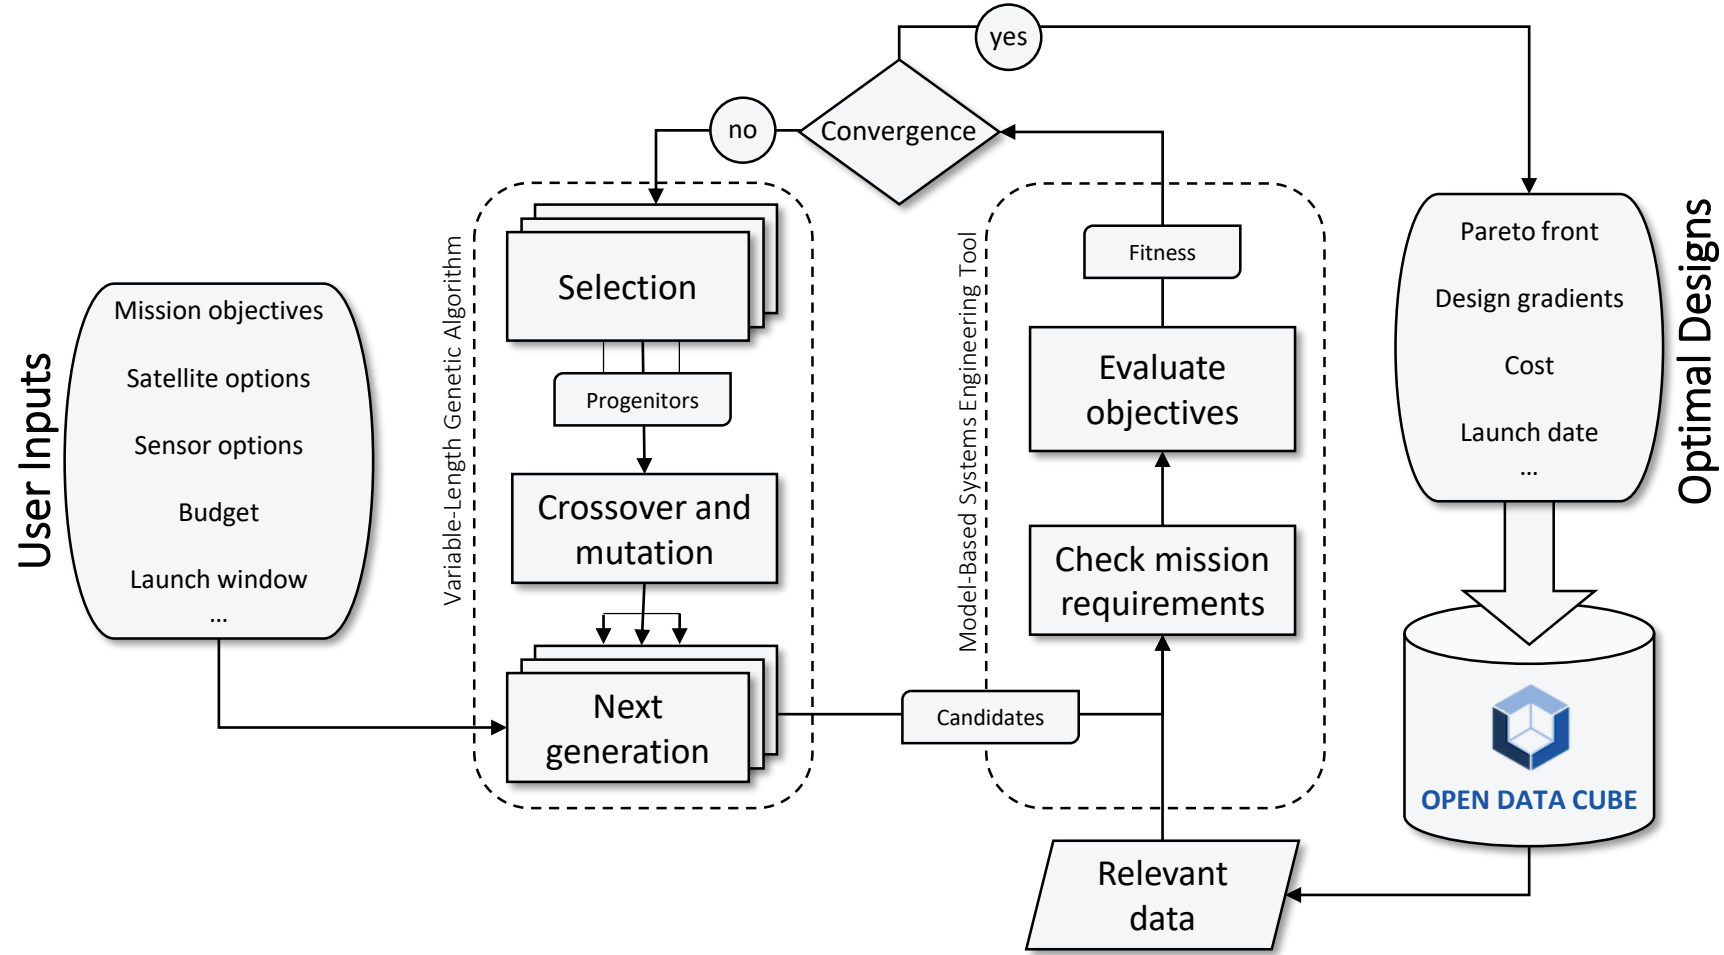 User Inputs
Mission objectives
Satellite options
Sensor options
Budget
Launch window
...
Variable-Length Genetic Algorithm
Selection
Progenitors
Crossover and
mutation
Next
generation
no
Convergence
yes
Candidates
Model-Based Systems Engineering Tool
Fitness
Evaluate
objectives
Check mission
requirements
Relevant
data
Optimal Designs
Pareto front
Design gradients
Cost
Launch date
...
OPEN DATA CUBE